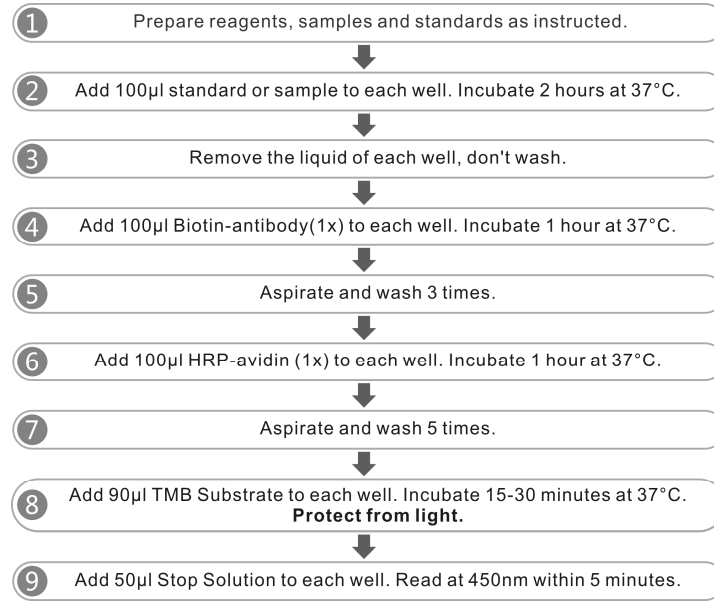 1 Prepare reagents, samples and standards as instructed.
2 Add 100μl standard or sample to each well. Incubate 2 hours at 37°C.
3 Remove the liquid of each well, don't wash.
4 Add 100μl Biotin-antibody(1x) to each well. Incubate 1 hour at 37°C.
5 Aspirate and wash 3 times.
6 Add 100μl HRP-avidin (1x) to each well. Incubate 1 hour at 37°C.
7 Aspirate and wash 5 times.
8 Add 90μl TMB Substrate to each well. Incubate 15-30 minutes at 37°C.
Protect from light.
9 Add 50μl Stop Solution to each well. Read at 450nm within 5 minutes.